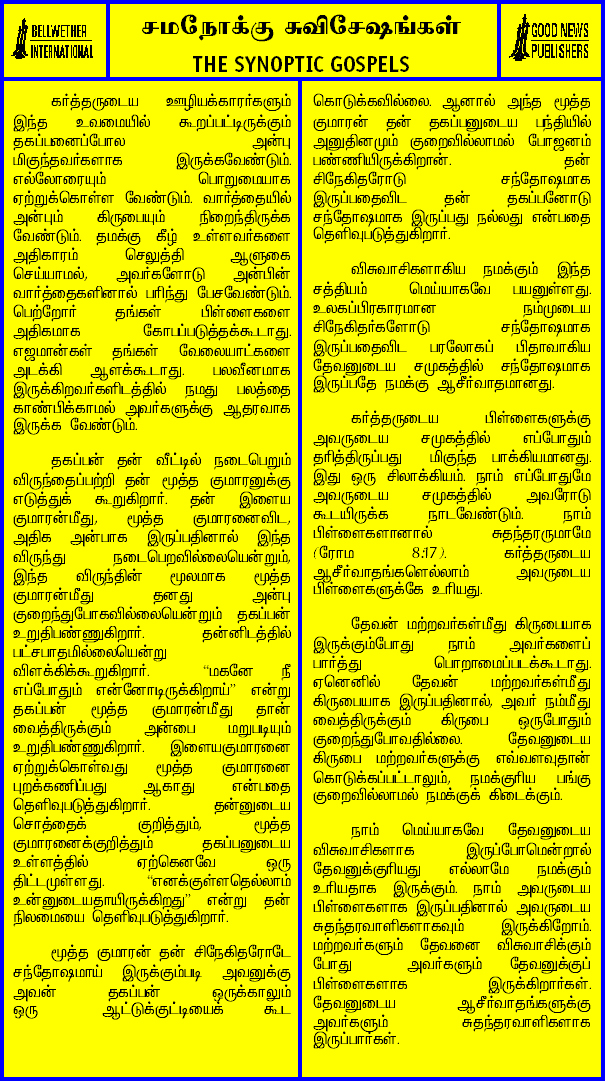 BELLWETHER
INTERNATIONAL
சமநோக்கு சுவிசேஷங்கள்
THE SYNOPTIC GOSPELS
GOOD NEWS
PUBLISHERS
கர்த்தருடைய ஊழியக்காரர்களும்
இந்த உவமையில் கூறப்பட்டிருக்கும்
தகப்பனைப்போல அன்பு
மிகுந்தவர்களாக இருக்கவேண்டும்.
எல்லோரையும் பொறுமையாக
ஏற்றுக்கொள்ள வேண்டும். வார்த்தையில்
அன்பும் கிருபையும் நிறைந்திருக்க
வேண்டும். தமக்கு கீழ் உள்ளவர்களை
அதிகாரம் செலுத்தி ஆளுகை
செய்யாமல், அவர்களோடு அன்பின்
வார்த்தைகளினால் பரிந்து பேசவேண்டும்.
பெற்றோர் தங்கள் பிள்ளைகளை
அதிகமாக கோபப்படுத்தக்கூடாது.
எஜமான்கள் தங்கள் வேலையாட்களை
அடக்கி ஆளக்கூடாது. பலவீனமாக
இருக்கிறவர்களிடத்தில் நமது பலத்தை
காண்பிக்காமல் அவர்களுக்கு ஆதரவாக
இருக்க வேண்டும்.
தகப்பன் தன் வீட்டில் நடைபெறும்
விருந்தைப்பற்றி தன் மூத்த குமாரனுக்கு
எடுத்துக் கூறுகிறார். தன் இளைய
குமாரன்மீது, மூத்த குமாரனைவிட,
அதிக அன்பாக இருப்பதினால் இந்த
விருந்து நடைபெறவில்லையென்றும்,
இந்த விருந்தின் மூலமாக மூத்த
குமாரன்மீது தனது அன்பு
குறைந்துபோகவில்லையென்றும் தகப்பன்
உறுதிபண்ணுகிறார். தன்னிடத்தில்
பட்சபாதமில்லையென்று
விளக்கிக்கூறுகிறார். “மகனே நீ
எப்போதும் என்னோடிருக்கிறாய்” என்று
தகப்பன் மூத்த குமாரன்மீது தான்
வைத்திருக்கும் அன்பை மறுபடியும்
உறுதிபண்ணுகிறார். இளையகுமாரனை
ஏற்றுக்கொள்வது மூத்த குமாரனை
புறக்கணிப்பது ஆகாது என்பதை
தெளிவுபடுத்துகிறார். தன்னுடைய
சொத்தைக் குறித்தும், மூத்த
குமாரனைக்குறித்தும் தகப்பனுடைய
உள்ளத்தில் ஏற்கெனவே ஒரு
திட்டமுள்ளது. “எனக்குள்ளதெல்லாம்
உன்னுடையதாயிருக்கிறது” என்று தன்
நிலமையை தெளிவுபடுத்துகிறார்.
மூத்த குமாரன் தன் சிநேகிதரோடே
சந்தோஷமாய் இருக்கும்படி அவனுக்கு
அவன் தகப்பன் ஒருக்காலும்
ஒரு ஆட்டுக்குட்டியைக் கூட
கொடுக்கவில்லை. ஆனால் அந்த மூத்த
குமாரன் தன் தகப்பனுடைய பந்தியில்
அனுதினமும் குறைவில்லாமல் போஜனம்
பண்ணியிருக்கிறான். தன்
சிநேகிதரோடு சந்தோஷமாக
இருப்பதைவிட தன் தகப்பனோடு
சந்தோஷமாக இருப்பது நல்லது என்பதை
தெளிவுபடுத்துகிறார்.
விசுவாசிகளாகிய நமக்கும் இந்த
சத்தியம் மெய்யாகவே பயனுள்ளது.
உலகப்பிரகாரமான நம்முடைய
சிநேகிதர்களோடு சந்தோஷமாக
இருப்பதைவிட பரலோகப் பிதாவாகிய
தேவனுடைய சமுகத்தில் சந்தோஷமாக
இருப்பதே நமக்கு ஆசீர்வாதமானது.
கர்த்தருடைய பிள்ளைகளுக்கு
அவருடைய சமுகத்தில் எப்போதும்
தரித்திருப்பது மிகுந்த பாக்கியமானது.
இது ஒரு சிலாக்கியம். நாம் எப்போதுமே
அவருடைய சமுகத்தில் அவரோடு
கூடயிருக்க நாடவேண்டும். நாம்
பிள்ளைகளானால் சுதந்தரருமாமே
(ரோம 8:17). கர்த்தருடைய
ஆசீர்வாதங்களெல்லாம் அவருடைய
பிள்ளைகளுக்கே உரியது.
தேவன் மற்றவர்கள்மீது கிருபையாக
இருக்கும்போது நாம் அவர்களைப்
பார்த்து பொறாமைப்படக்கூடாது.
ஏனெனில் தேவன் மற்றவர்கள்மீது
கிருபையாக இருப்பதினால், அவர் நம்மீது
வைத்திருக்கும் கிருபை ஒருபோதும்
குறைந்துபோவதில்லை. தேவனுடைய
கிருபை மற்றவர்களுக்கு எவ்வளவுதான்
கொடுக்கப்பட்டாலும், நமக்குரிய பங்கு
குறைவில்லாமல் நமக்குக் கிடைக்கும்.
நாம் மெய்யாகவே தேவனுடைய
விசுவாசிகளாக இருப்போமென்றால்
தேவனுக்குரியது எல்லாமே நமக்கும்
உரியதாக இருக்கும். நாம் அவருடைய
பிள்ளைகளாக இருப்பதினால் அவருடைய
சுதந்தரவாளிகளாகவும் இருக்கிறோம்.
மற்றவர்களும் தேவனை விசுவாசிக்கும்
போது அவர்களும் தேவனுக்குப்
பிள்ளைகளாக இருக்கிறார்கள்.
தேவனுடைய ஆசீர்வாதங்களுக்கு
அவர்களும் சுதந்தரவாளிகளாக
இருப்பார்கள்.